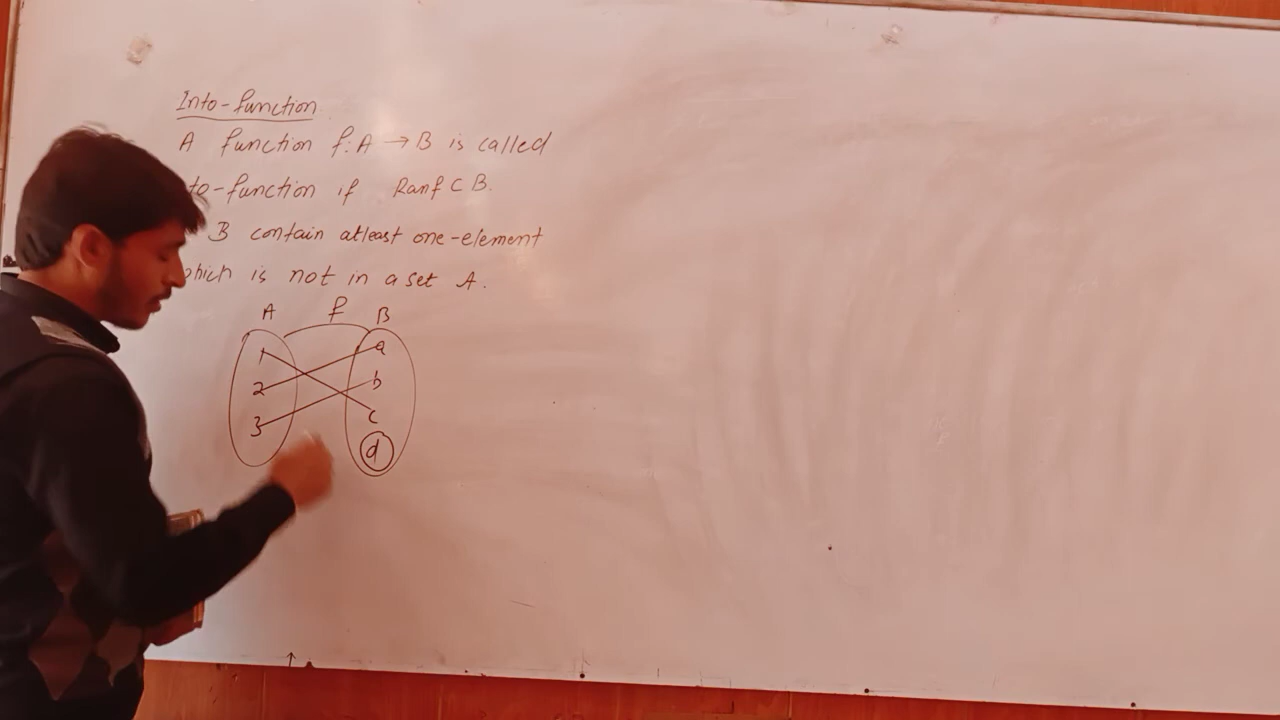 Into-function
A function f: A → B is called
to-function if Ranf ⊂ B.
B contain atleast one-element
which is not in a set A.
A f B
1 a
2 b
3 c
d